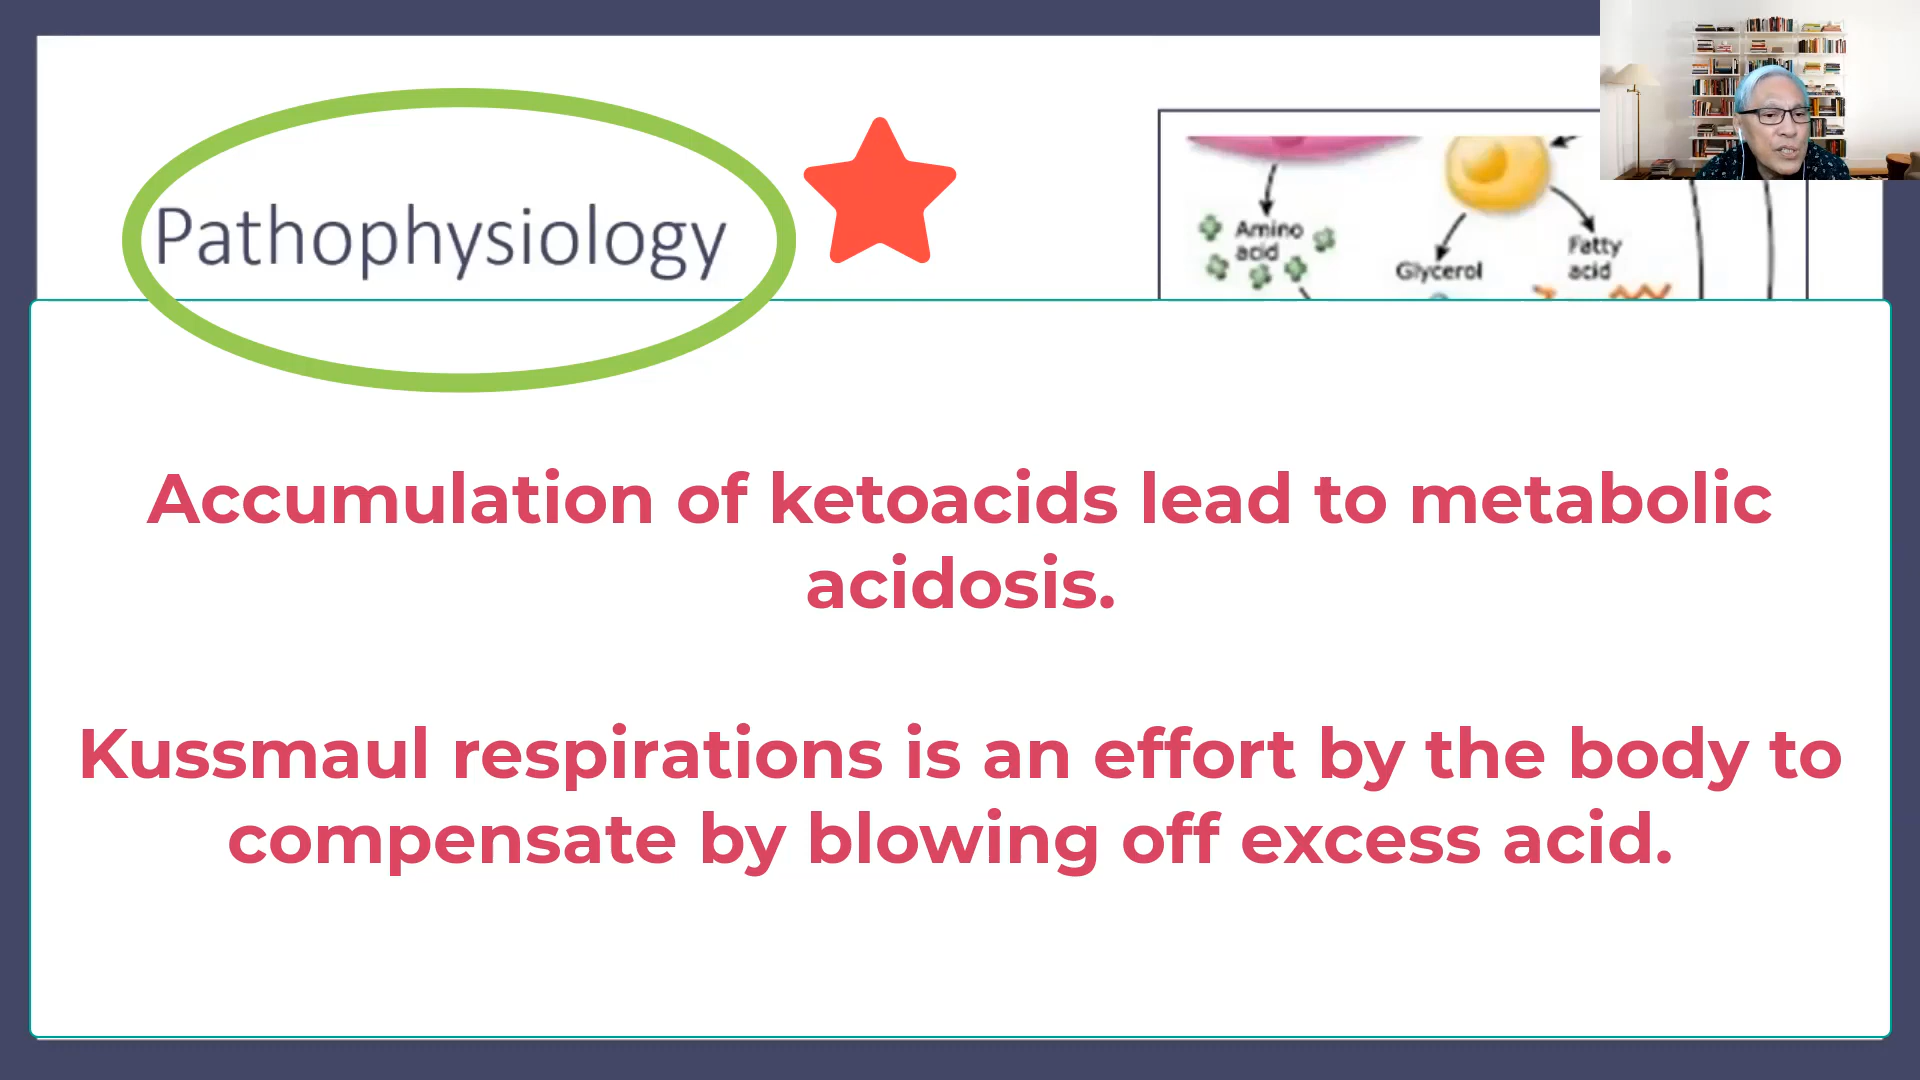 Pathophysiology
Amino
acid
Glycerol
Fatty
acid
Accumulation of ketoacids lead to metabolic
acidosis.
Kussmaul respirations is an effort by the body to
compensate by blowing off excess acid.